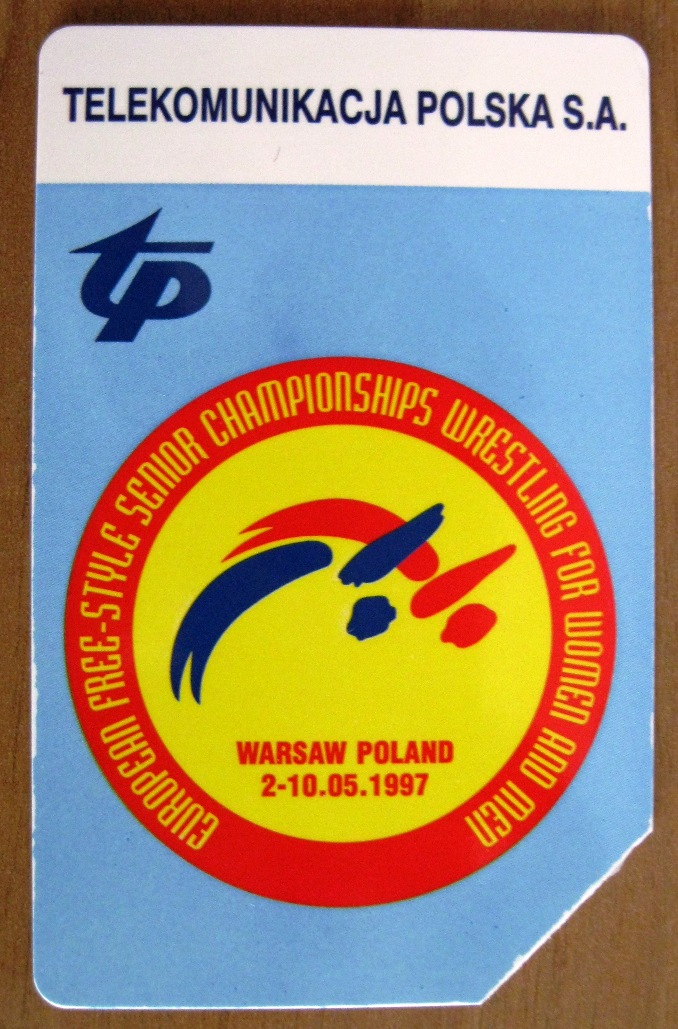 TELEKOMUNIKACJA POLSKA S.A.
tp
EUROPEAN FREE-STYLE SENIOR CHAMPIONSHIPS WRESTLING FOR WOMEN AND MEN
WARSAW POLAND
2-10.05.1997